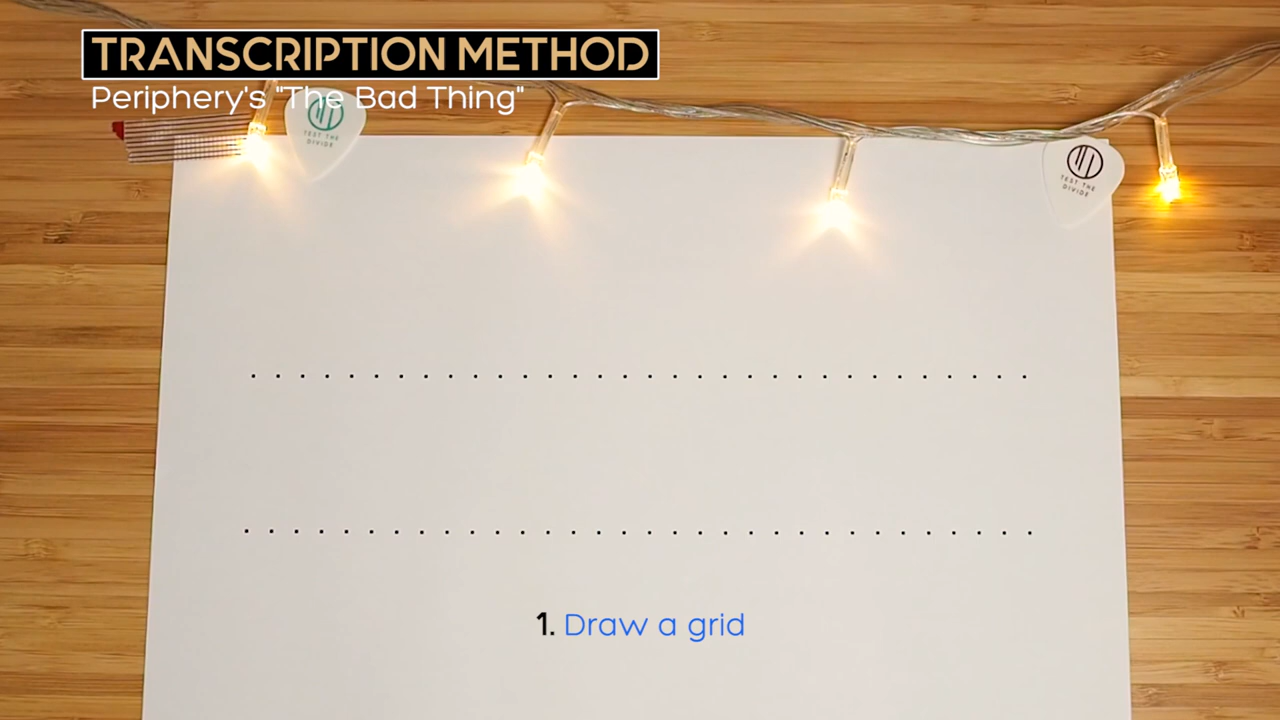 TRANSCRIPTION METHOD
Periphery's "The Bad Thing"
TEST THE
DIVIDE
TEST THE
DIVIDE
1. Draw a grid